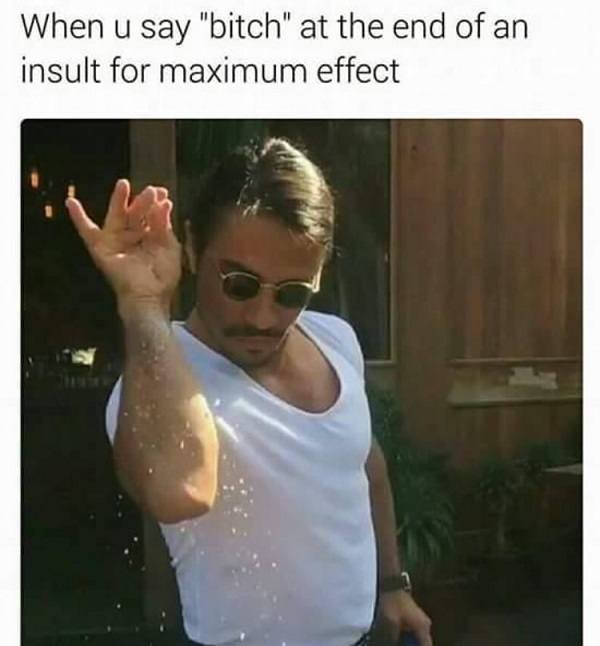 When u say "bitch" at the end of an
insult for maximum effect